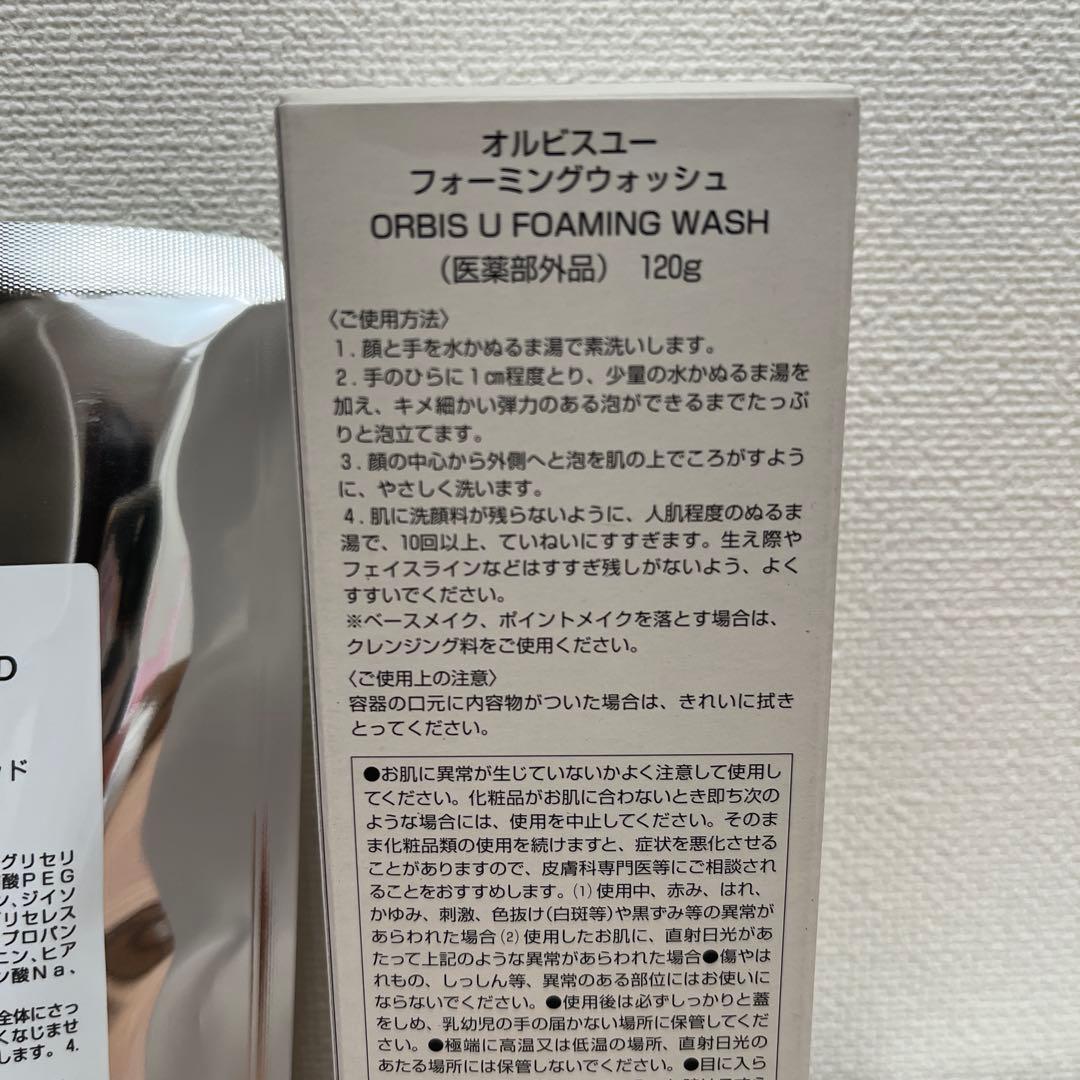 オルビスユー
フォーミングウォッシュ
ORBIS U FOAMING WASH
（医薬部外品） 120g
〈ご使用方法〉
1．顔と手を水かぬるま湯で素洗いします。
2．手のひらに1㎝程度とり、少量の水かぬるま湯を
加え、キメ細かい弾力のある泡ができるまでたっぷ
りと泡立てます。
3．顔の中心から外側へと泡を肌の上でころがすよう
に、やさしく洗います。
4．肌に洗顔料が残らないように、人肌程度のぬるま
湯で、10回以上、ていねいにすすぎます。生え際や
フェイスラインなどはすすぎ残しがないよう、よく
すすいでください。
※ベースメイク、ポイントメイクを落とす場合は、
クレンジング料をご使用ください。
〈ご使用上の注意〉
容器の口元に内容物がついた場合は、きれいに拭き
とってください。
●お肌に異常が生じていないかよく注意して使用し
てください。化粧品がお肌に合わないとき即ち次の
ような場合には、使用を中止してください。そのま
ま化粧品類の使用を続けますと、症状を悪化させる
ことがありますので、皮膚科専門医等にご相談され
ることをおすすめします。(1)使用中、赤み、はれ、
かゆみ、刺激、色抜け(白斑等)や黒ずみ等の異常が
あらわれた場合(2)使用したお肌に、直射日光があ
たって上記のような異常があらわれた場合●傷やは
れもの、しっしん等、異常のある部位にはお使いに
ならないでください。●使用後は必ずしっかりと蓋
をしめ、乳幼児の手の届かない場所に保管してくだ
さい。●極端に高温又は低温の場所、直射日光の
あたる場所には保管しないでください。●目に入ら
D
ッド
グリセリ
酸PEG
ン、ジイソ
グリセレス
プロパン
ニン、ヒア
ン酸Na、
全体にさっ
くなじませ
します。4.